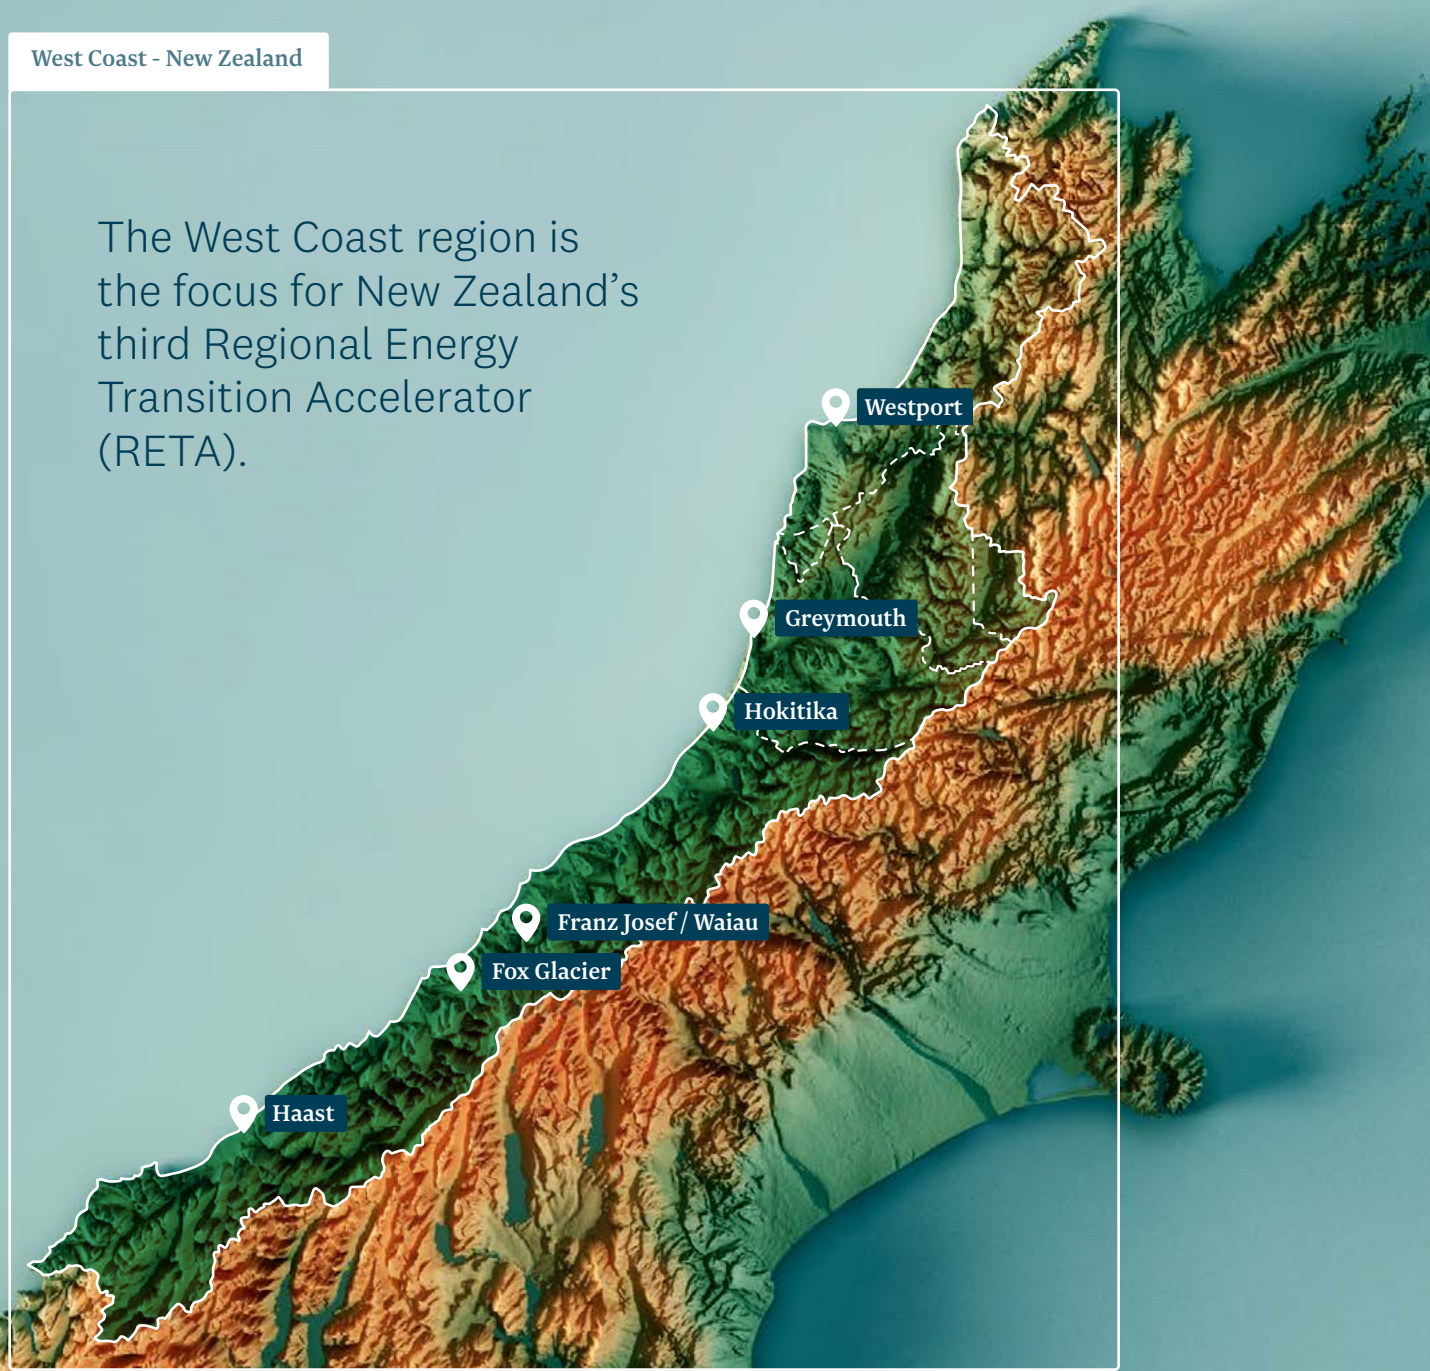 West Coast - New Zealand
The West Coast region is
the focus for New Zealand’s
third Regional Energy
Transition Accelerator
(RETA).
Westport
Greymouth
Hokitika
Franz Josef / Waiau
Fox Glacier
Haast